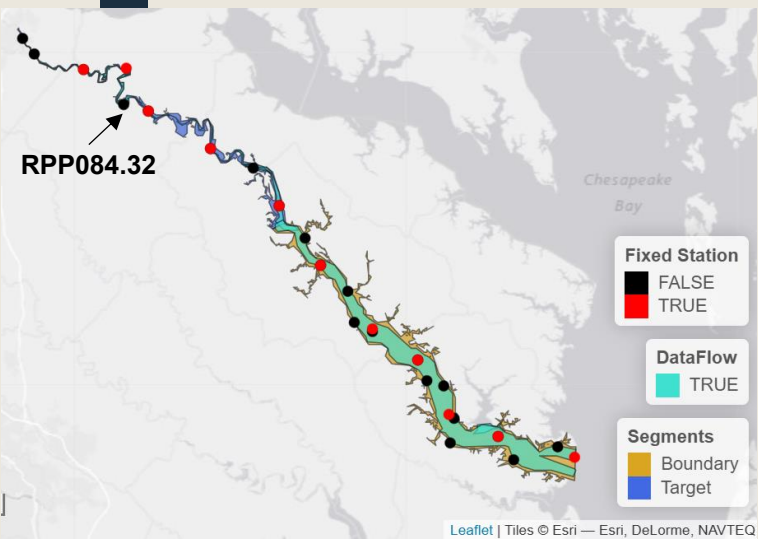 RPP084.32
Chesapeake
Bay
Fixed Station
FALSE
TRUE
DataFlow
TRUE
Segments
Boundary
Target
Leaflet | Tiles © Esri — Esri, DeLorme, NAVTEQ